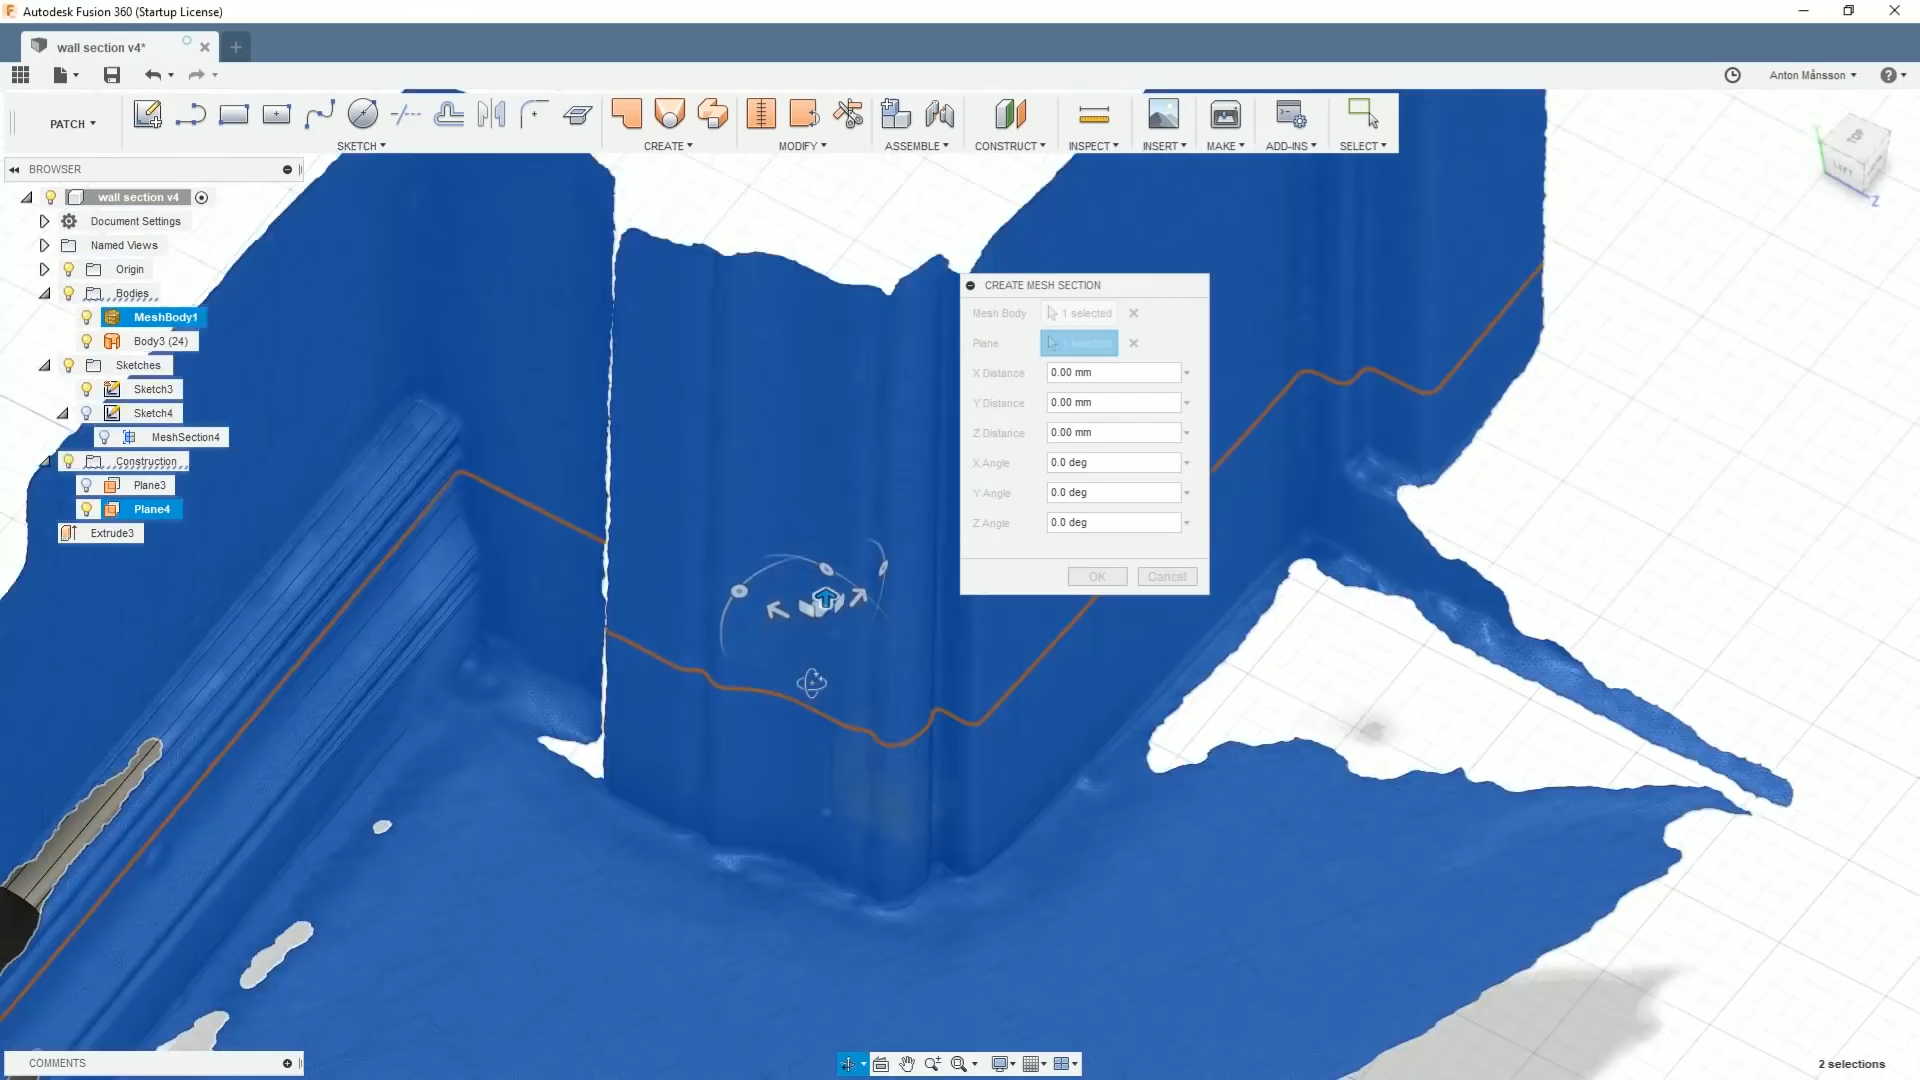 Autodesk Fusion 360 (Startup License)
wall section v4*
Anton Månsson
PATCH
SKETCH
CREATE
MODIFY
ASSEMBLE
CONSTRUCT
INSPECT
INSERT
MAKE
ADD-INS
SELECT
BROWSER
wall section v4
Document Settings
Named Views
Origin
Bodies
MeshBody1
Body3 (24)
Sketches
Sketch3
Sketch4
MeshSection4
Construction
Plane3
Plane4
Extrude3
CREATE MESH SECTION
Mesh Body 1 selected
Plane 1 selected
X Distance 0.00 mm
Y Distance 0.00 mm
Z Distance 0.00 mm
X Angle 0.0 deg
Y Angle 0.0 deg
Z Angle 0.0 deg
OK Cancel
TOP
LEFT
Z
COMMENTS
2 selections